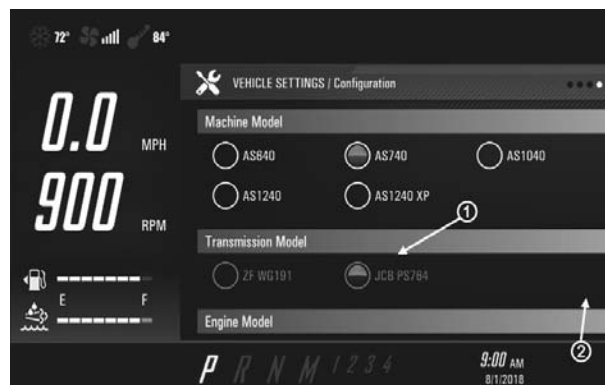 72° 84°
VEHICLE SETTINGS / Configuration
0.0 MPH
900 RPM
Machine Model
AS640 AS740 AS1040
AS1240 AS1240 XP
1
Transmission Model
ZF WG191 JCB PS764
E F
Engine Model
2
P R N M 1 2 3 4
9:00 AM
8/1/2018